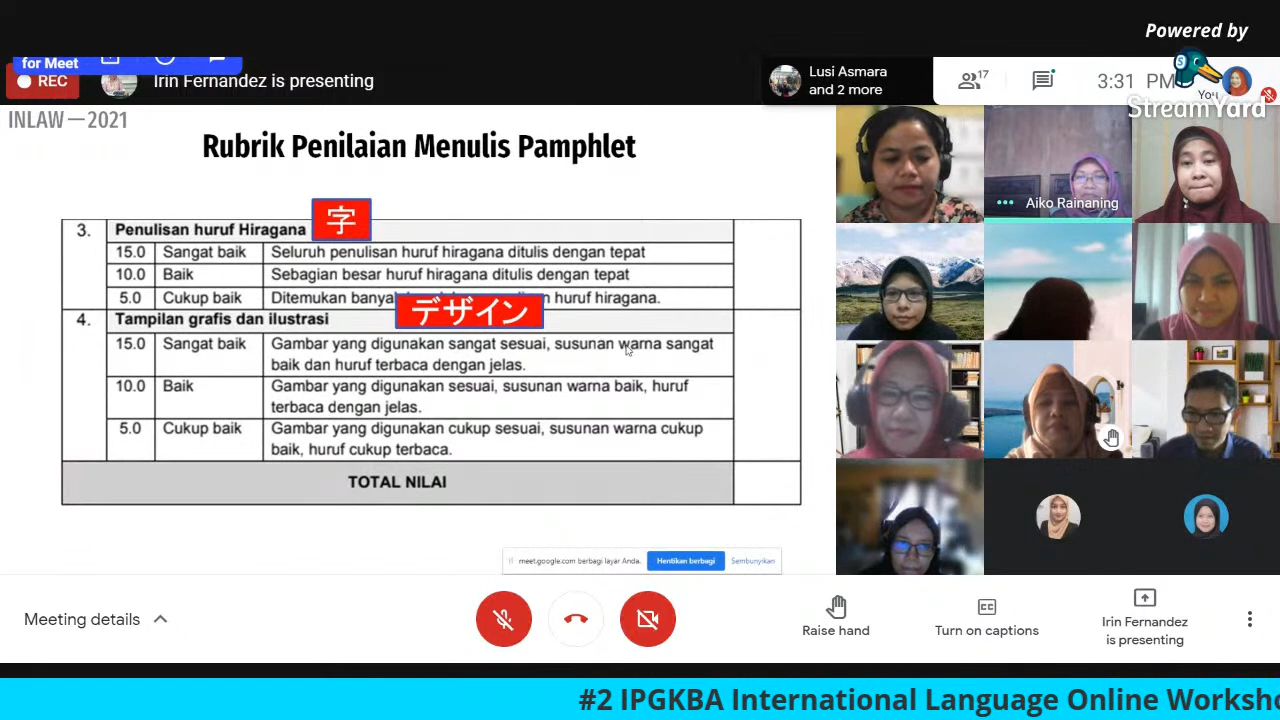 Powered by
for Meet
REC
Irin Fernandez is presenting
Lusi Asmara
and 2 more
17
3:31 PM
You
StreamYard
INLAW—2021
Rubrik Penilaian Menulis Pamphlet
字
3. Penulisan huruf Hiragana
15.0 Sangat baik Seluruh penulisan huruf hiragana ditulis dengan tepat
10.0 Baik Sebagian besar huruf hiragana ditulis dengan tepat
5.0 Cukup baik Ditemukan huruf hiragana.
デザイン
4. Tampilan grafis dan ilustrasi
15.0 Sangat baik Gambar yang digunakan sangat sesuai, susunan warna sangat
baik dan huruf terbaca dengan jelas.
10.0 Baik Gambar yang digunakan sesuai, susunan warna baik, huruf
terbaca dengan jelas.
5.0 Cukup baik Gambar yang digunakan cukup sesuai, susunan warna cukup
baik, huruf cukup terbaca.
TOTAL NILAI
meet.google.com berbagi layar Anda. Hentikan berbagi Sembunyikan
Aiko Rainaning
Meeting details
Raise hand
Turn on captions
Irin Fernandez
is presenting
#2 IPGKBA International Language Online Worksh